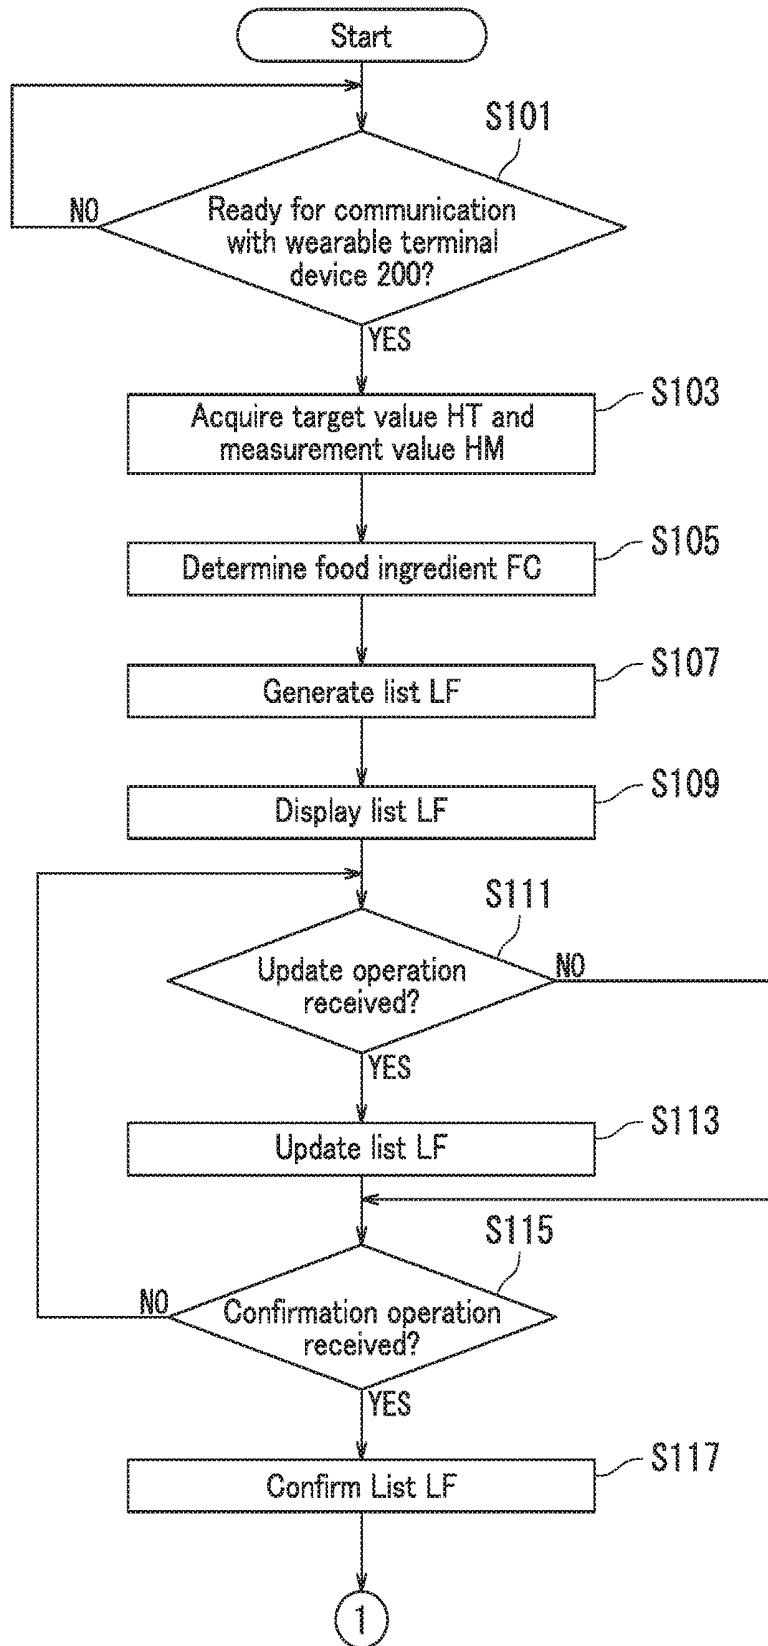 Start
S101
NO
Ready for communication
with wearable terminal
device 200?
YES
S103
Acquire target value HT and
measurement value HM
S105
Determine food ingredient FC
S107
Generate list LF
S109
Display list LF
S111
Update operation
received?
NO
YES
S113
Update list LF
S115
NO
Confirmation operation
received?
YES
S117
Confirm List LF
1